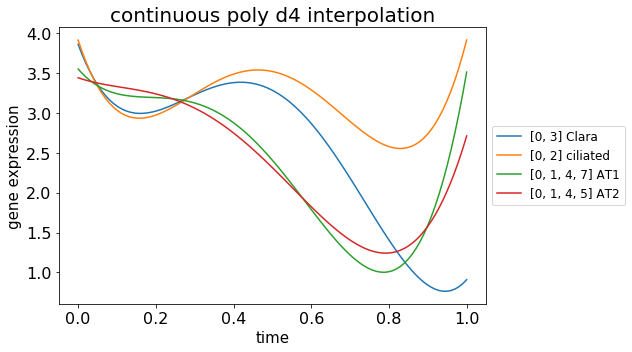 continuous poly d4 interpolation
gene expression
4.0
3.5
3.0
2.5
2.0
1.5
1.0
0.0 0.2 0.4 0.6 0.8 1.0
time
[0, 3] Clara
[0, 2] ciliated
[0, 1, 4, 7] AT1
[0, 1, 4, 5] AT2